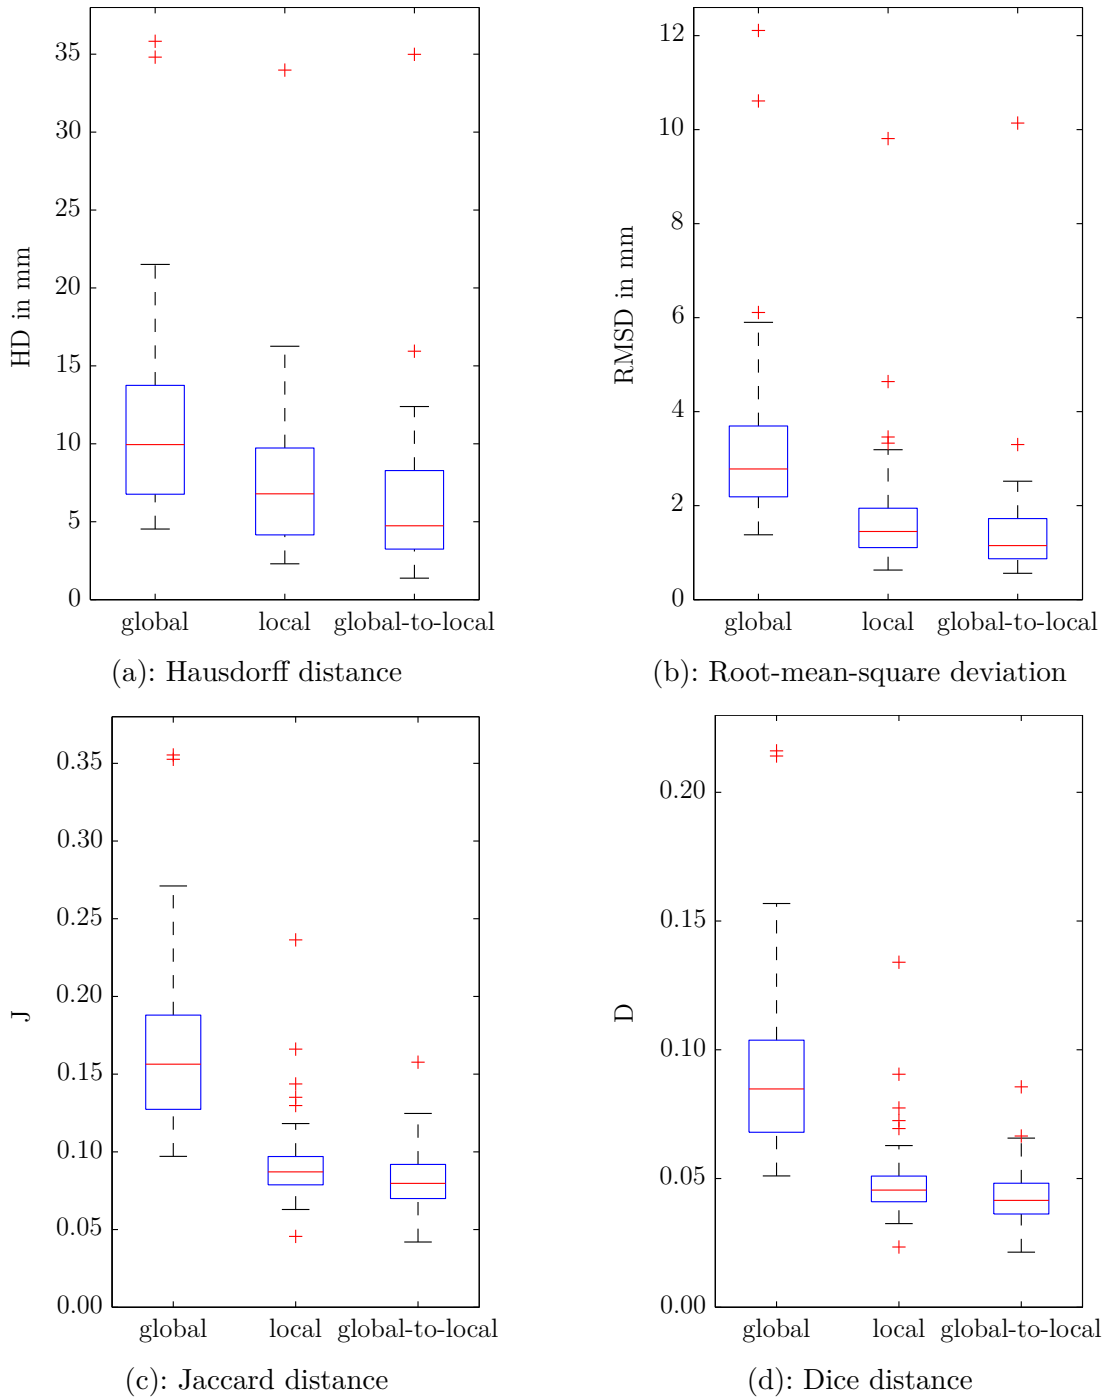 35
30
25
20
15
10
5
0
HD in mm
global local global-to-local
(a): Hausdorff distance
12
10
8
6
4
2
0
RMSD in mm
global local global-to-local
(b): Root-mean-square deviation
0.35
0.30
0.25
0.20
0.15
0.10
0.05
0.00
J
global local global-to-local
(c): Jaccard distance
0.20
0.15
0.10
0.05
0.00
D
global local global-to-local
(d): Dice distance